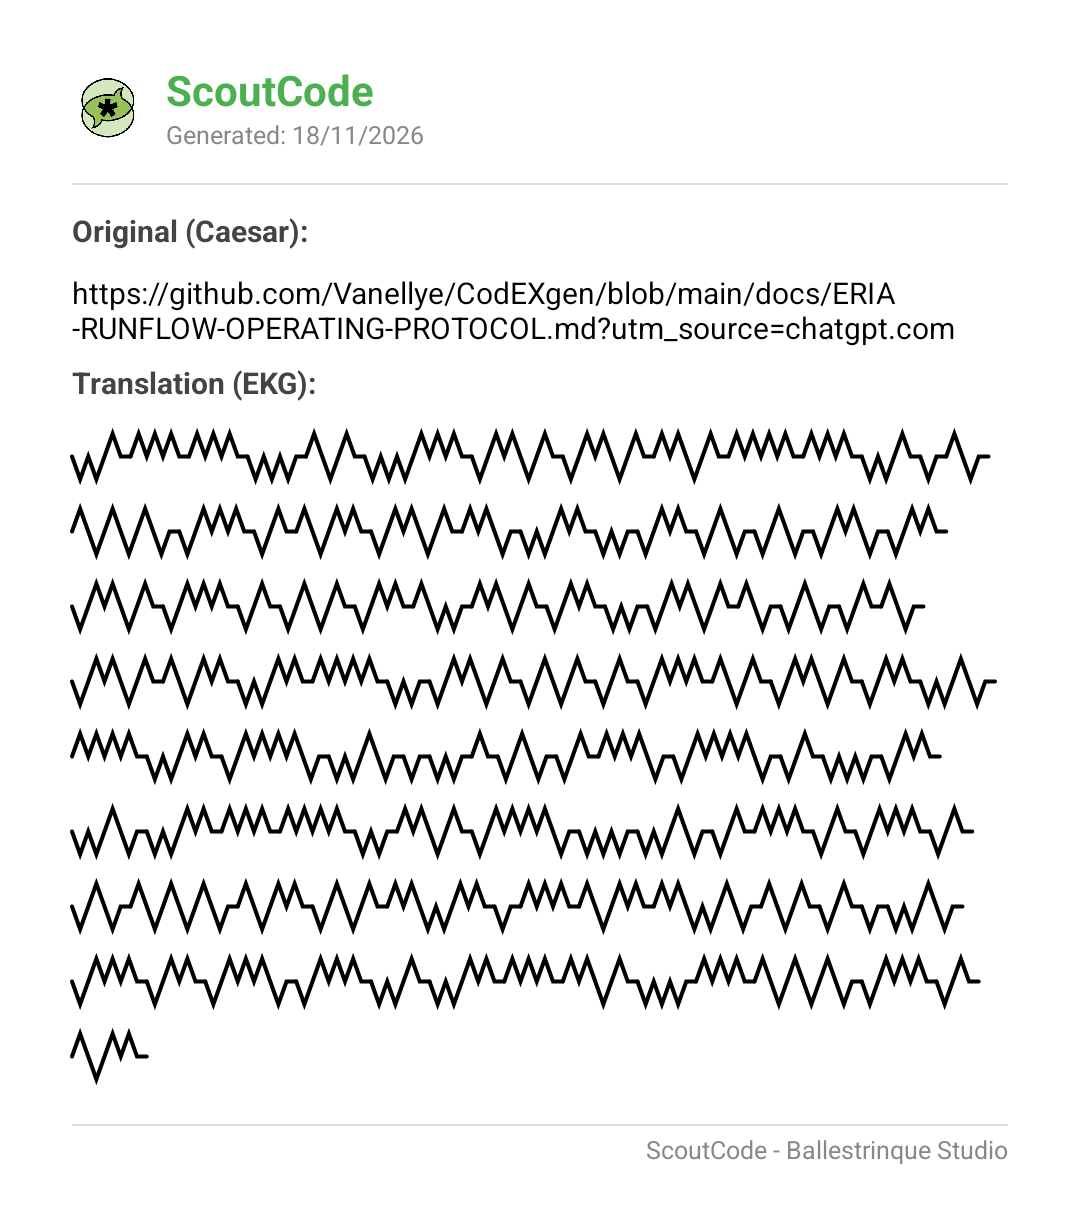 ScoutCode
Generated: 18/11/2026
Original (Caesar):
https://github.com/Vanellye/CodEXgen/blob/main/docs/ERIA
-RUNFLOW-OPERATING-PROTOCOL.md?utm_source=chatgpt.com
Translation (EKG):
ScoutCode - Ballestrinque Studio